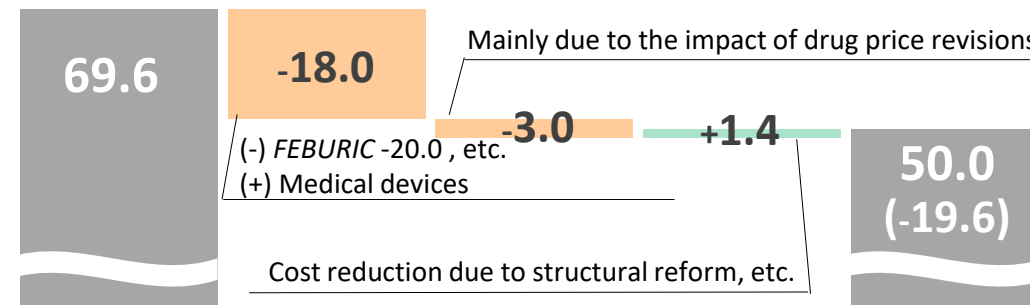 Mainly due to the impact of drug price revisions
69.6
-18.0
-3.0
+1.4
(-) FEBURIC -20.0 , etc.
(+) Medical devices
50.0
(-19.6)
Cost reduction due to structural reform, etc.